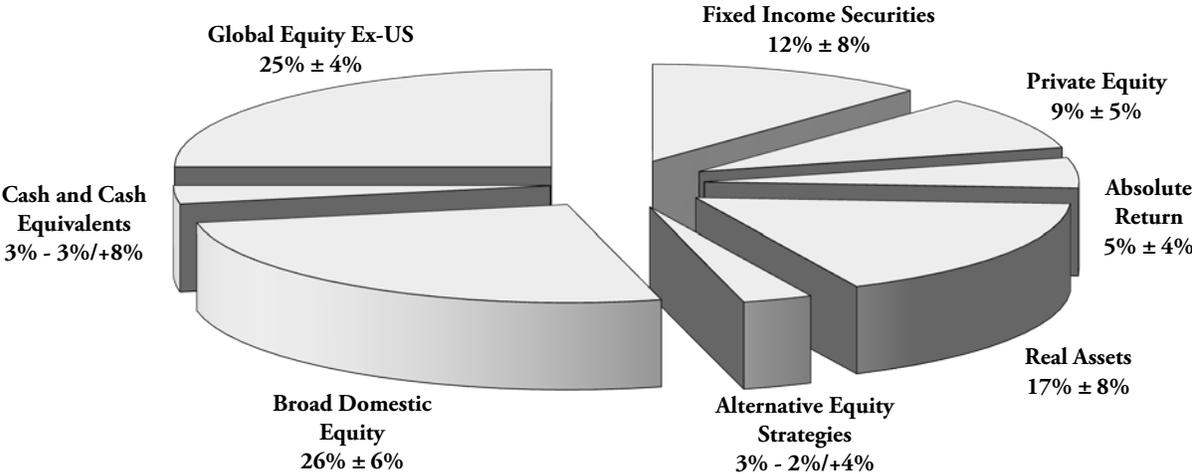 Fixed Income Securities
12% ± 8%
Global Equity Ex-US
25% ± 4%
Private Equity
9% ± 5%
Absolute
Return
5% ± 4%
Cash and Cash
Equivalents
3% - 3%/+8%
Real Assets
17% ± 8%
Broad Domestic
Equity
26% ± 6%
Alternative Equity
Strategies
3% - 2%/+4%